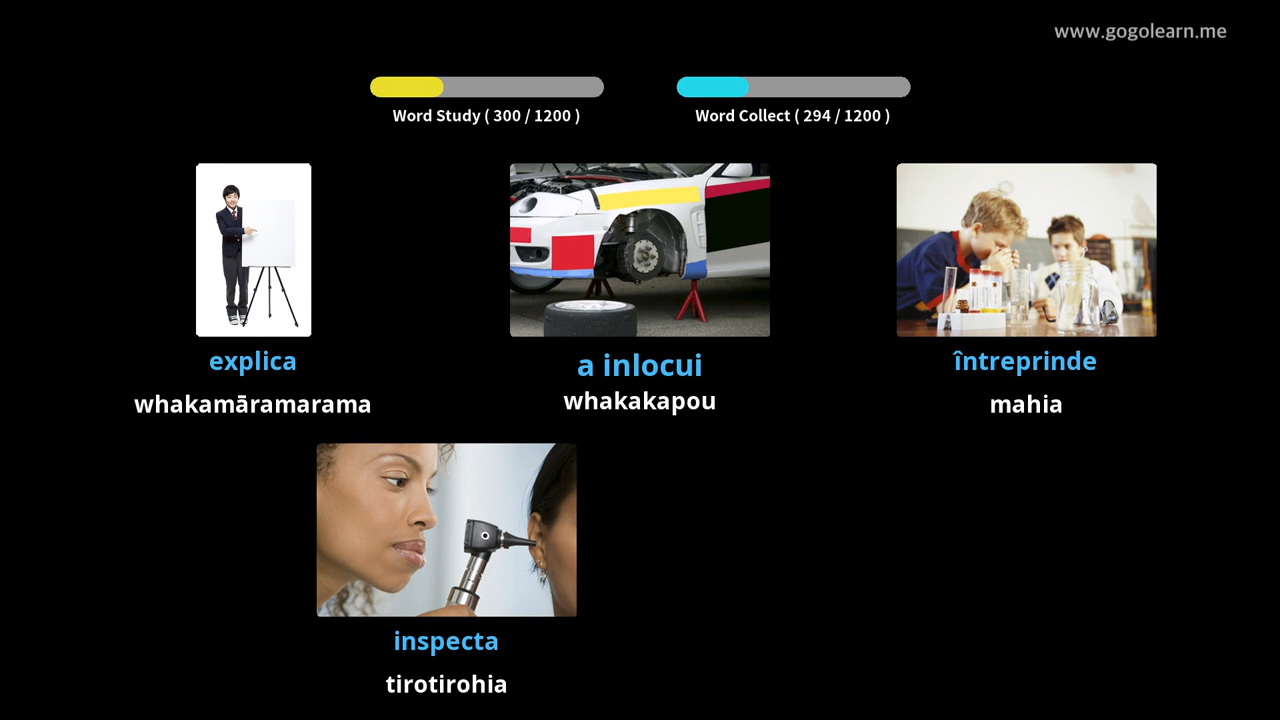 www.gogolearn.me
Word Study ( 300 / 1200 )
Word Collect ( 294 / 1200 )
explica
whakamāramarama
a inlocui
whakakapou
întreprinde
mahia
inspecta
tirotirohia